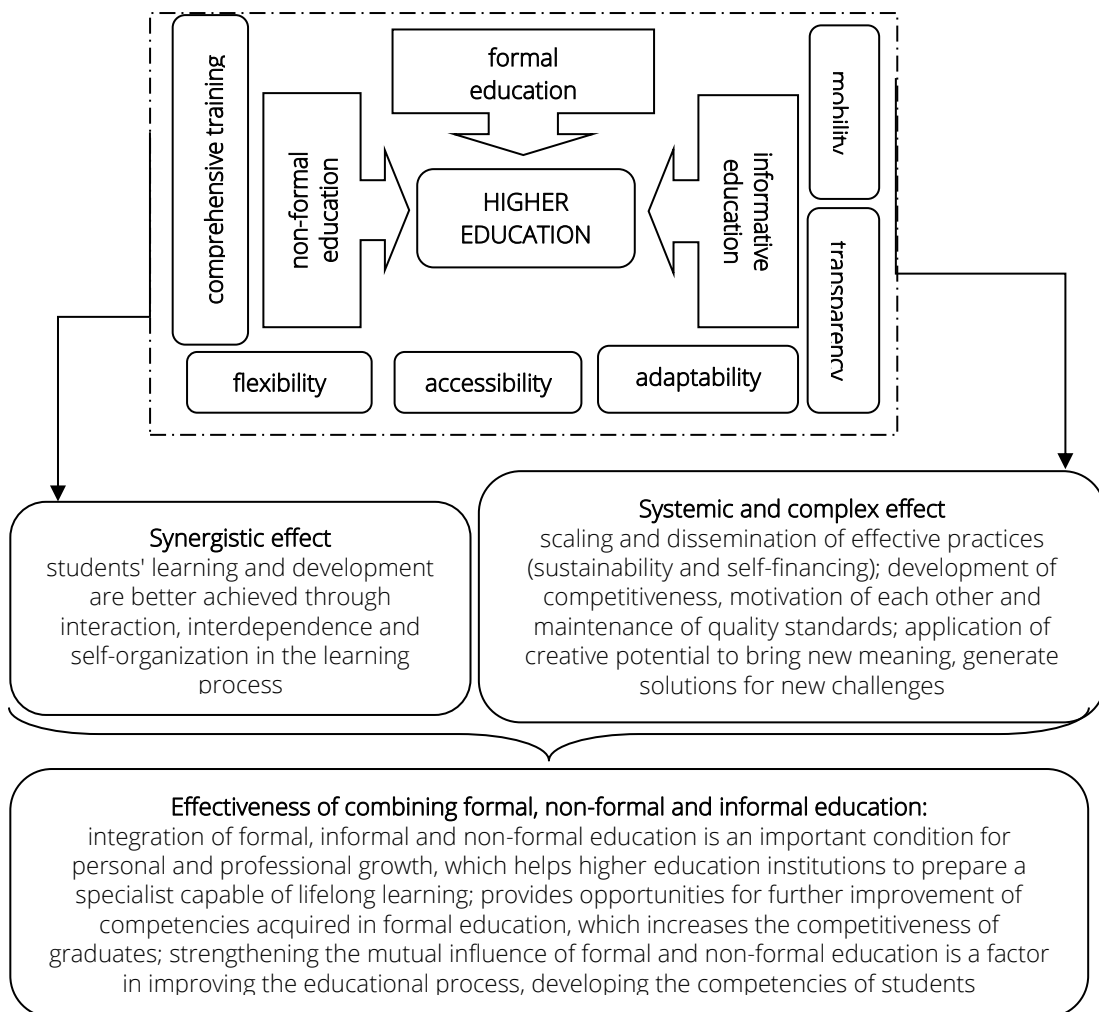 formal
education
comprehensive training
non-formal
education
HIGHER
EDUCATION
informative
education
mobility
transparency
flexibility
accessibility
adaptability
Synergistic effect
students' learning and development
are better achieved through
interaction, interdependence and
self-organization in the learning
process
Systemic and complex effect
scaling and dissemination of effective practices
(sustainability and self-financing); development of
competitiveness, motivation of each other and
maintenance of quality standards; application of
creative potential to bring new meaning, generate
solutions for new challenges
Effectiveness of combining formal, non-formal and informal education:
integration of formal, informal and non-formal education is an important condition for
personal and professional growth, which helps higher education institutions to prepare a
specialist capable of lifelong learning; provides opportunities for further improvement of
competencies acquired in formal education, which increases the competitiveness of
graduates; strengthening the mutual influence of formal and non-formal education is a factor
in improving the educational process, developing the competencies of students